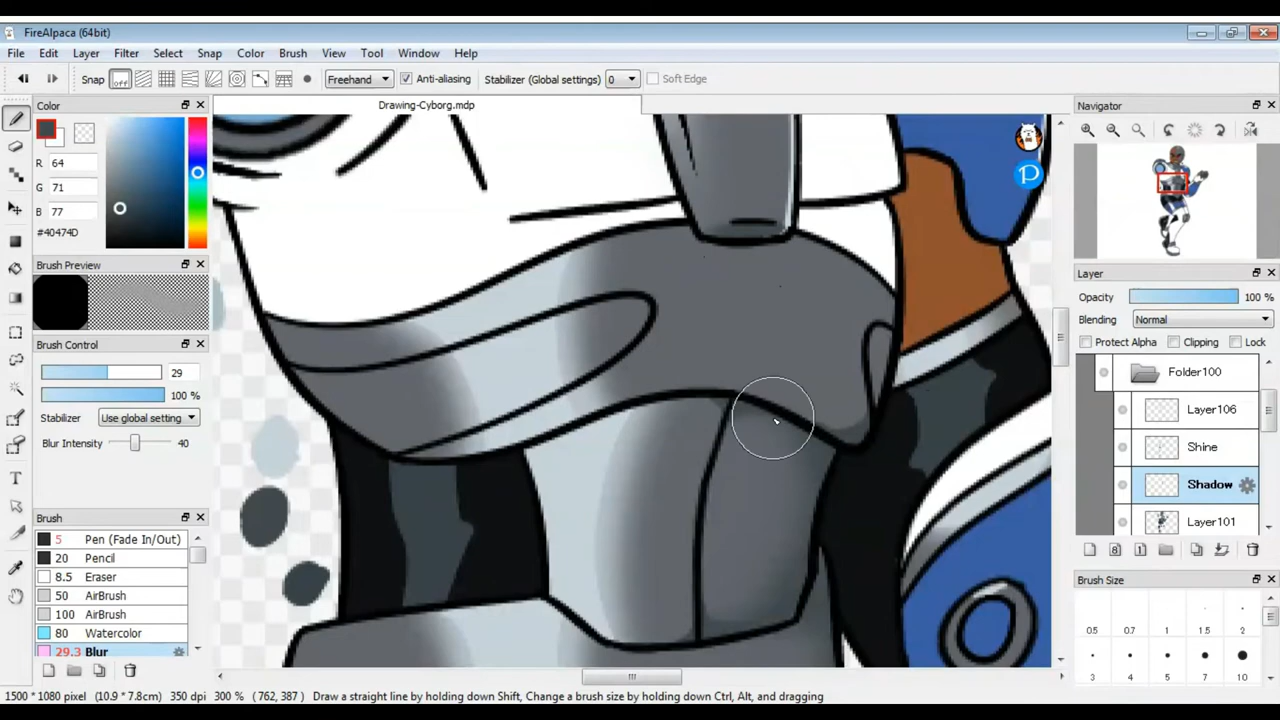 FireAlpaca (64bit)
File Edit Layer Filter Select Snap Color Brush View Tool Window Help
Snap off Freehand Anti-aliasing Stabilizer (Global settings) 0 Soft Edge
Color
R 64
G 71
B 77
#40474D
Brush Preview
Brush Control
29
100 %
Stabilizer Use global setting
Blur Intensity 40
Brush
5 Pen (Fade In/Out)
20 Pencil
8.5 Eraser
50 AirBrush
100 AirBrush
80 Watercolor
29.3 Blur
Drawing-Cyborg.mdp
P
Navigator
Layer
Opacity 100 %
Blending Normal
Protect Alpha Clipping Lock
Folder100
Layer106
Shine
Shadow
Layer101
8 1
Brush Size
0.5 0.7 1 1.5 2
3 4 5 7 10
1500 * 1080 pixel (10.9 * 7.8cm) 350 dpi 300 % ( 762, 387 ) Draw a straight line by holding down Shift, Change a brush size by holding down Ctrl, Alt, and dragging